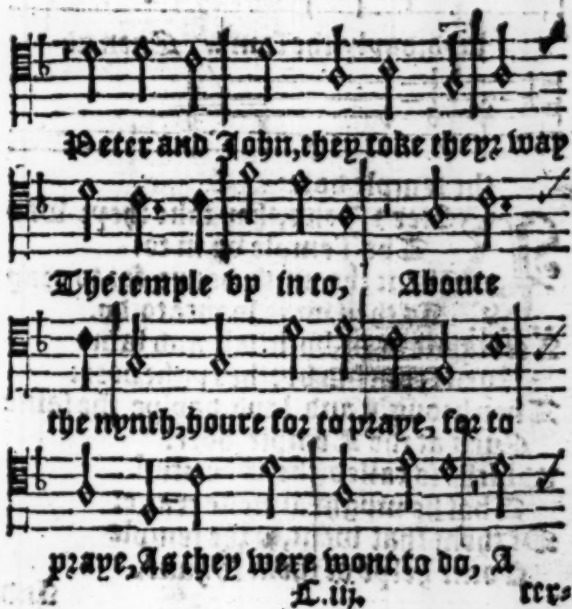 Peter and John, they toke theyr way
The temple vp in to, Aboute
the nynth, houre for to praye, for to
praye, As they were wont to do, A
C.iij. cer=